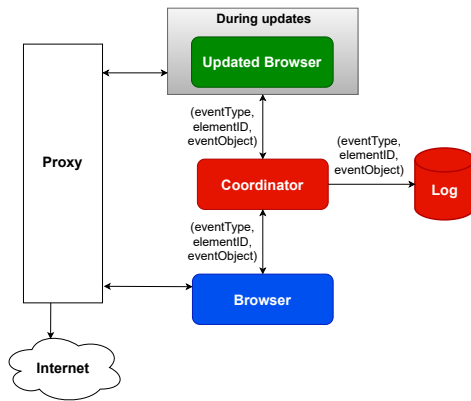 During updates
Updated Browser
(eventType,
elementID,
eventObject)
(eventType,
elementID,
eventObject)
Proxy
Coordinator
Log
(eventType,
elementID,
eventObject)
Browser
Internet